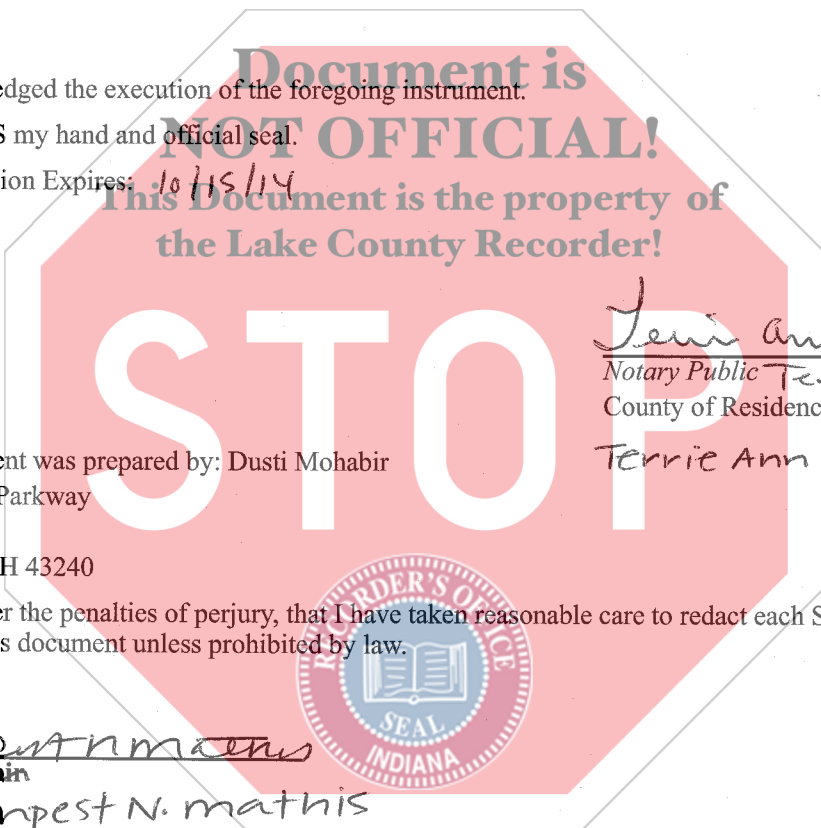 Document is
edged the execution of the foregoing instrument.
NOT OFFICIAL!
S my hand and official seal.
ion Expires: 10/15/14
This Document is the property of
the Lake County Recorder!
STOP
Notary Public
County of Residenc
Terrie Ann
ent was prepared by: Dusti Mohabir
Parkway
H 43240
er the penalties of perjury, that I have taken reasonable care to redact each S
s document unless prohibited by law.
RECORDER'S OFFICE
SEAL
INDIANA
npest N. mathis